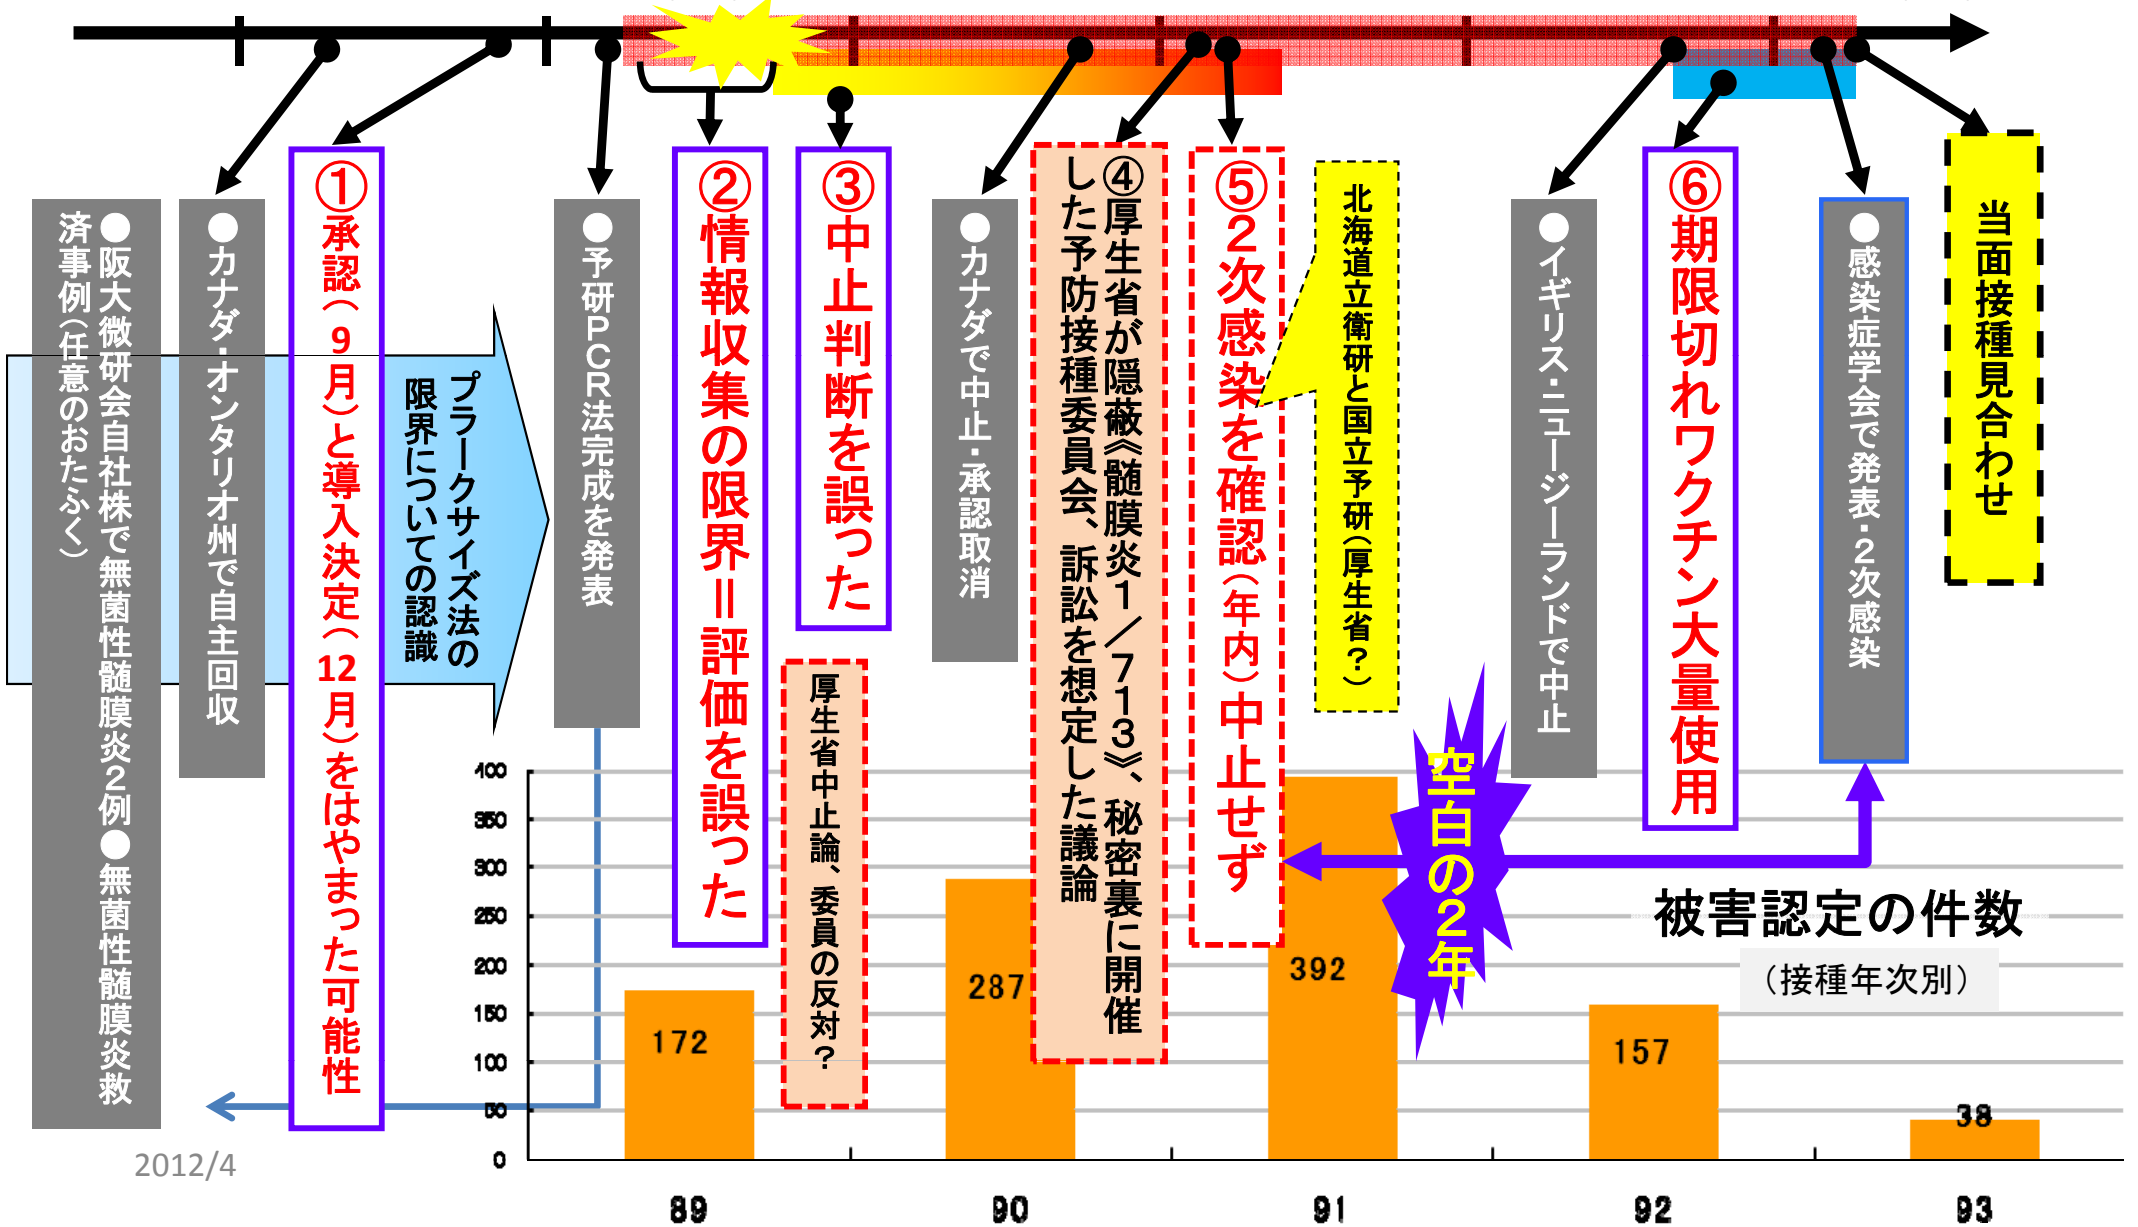 ●阪大微研会自社株で無菌性髄膜炎２例●無菌性髄膜炎救
済事例（任意のおたふく）
●カナダ・オンタリオ州で自主回収
①承認（９月）と導入決定（12月）をはやまった可能性
プラークサイズ法の
限界についての認識
●予研ＰＣＲ法完成を発表
②情報収集の限界＝評価を誤った
③中止判断を誤った
厚生省中止論、委員の反対？
●カナダで中止・承認取消
④厚生省が隠蔽《髄膜炎１／７１３》、秘密裏に開催
した予防接種委員会、訴訟を想定した議論
⑤２次感染を確認（年内）中止せず
北海道立衛研と国立予研（厚生省？）
●イギリス・ニュージーランドで中止
⑥期限切れワクチン大量使用
●感染症学会で発表・２次感染
当面接種見合わせ
空白の２年
被害認定の件数
（接種年次別）
400
350
300
250
200
150
100
50
0
172
287
392
157
38
89
90
91
92
93
2012/4